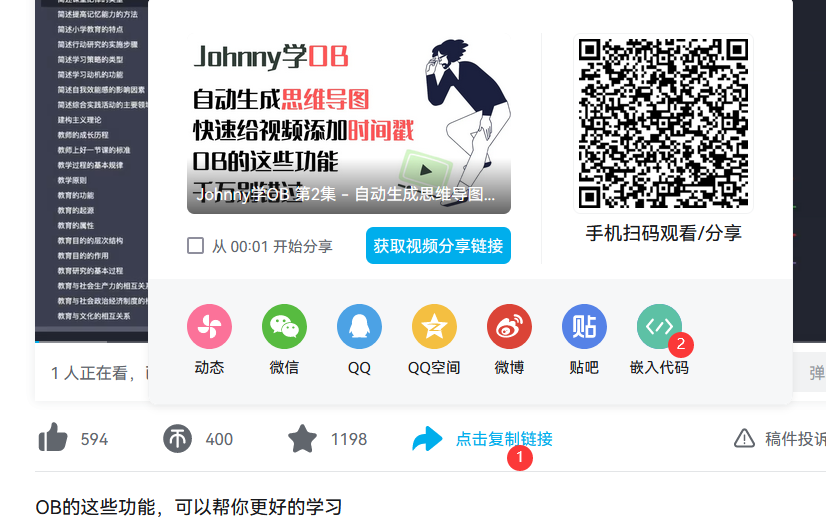 简述提高记忆能力的方法
简述小学教育的特点
简述行动研究的实施步骤
简述学习策略的类型
简述学习动机的功能
简述自我效能感的影响因素
简述综合实践活动的主要领
建构主义理论
教师的成长历程
教师上好一节课的标准
教学过程的基本规律
教学原则
教育的功能
教育的起源
教育的属性
教育目的的层次结构
教育目的的作用
教育研究的基本过程
教育与社会生产力的相互关
教育与社会政治经济制度的
教育与文化的相互关系
Johnny学OB
自动生成思维导图
快速给视频添加时间戳
OB的这些功能
千万别错过
Johnny学OB 第2集 - 自动生成思维导图...
从 00:01 开始分享
获取视频分享链接
手机扫码观看/分享
动态
微信
QQ
QQ空间
微博
贴吧
嵌入代码
2
1 人正在看，
弹
594
400
1198
点击复制链接
1
稿件投诉
OB的这些功能，可以帮你更好的学习